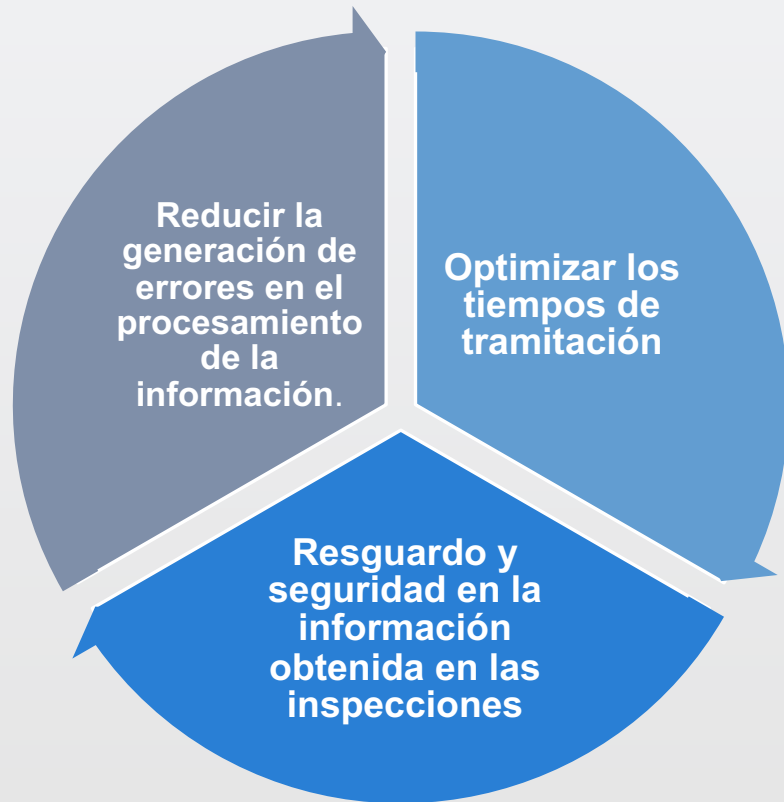 Reducir la
generación de
errores en el
procesamiento
de la
información.
Optimizar los
tiempos de
tramitación
Resguardo y
seguridad en la
información
obtenida en las
inspecciones